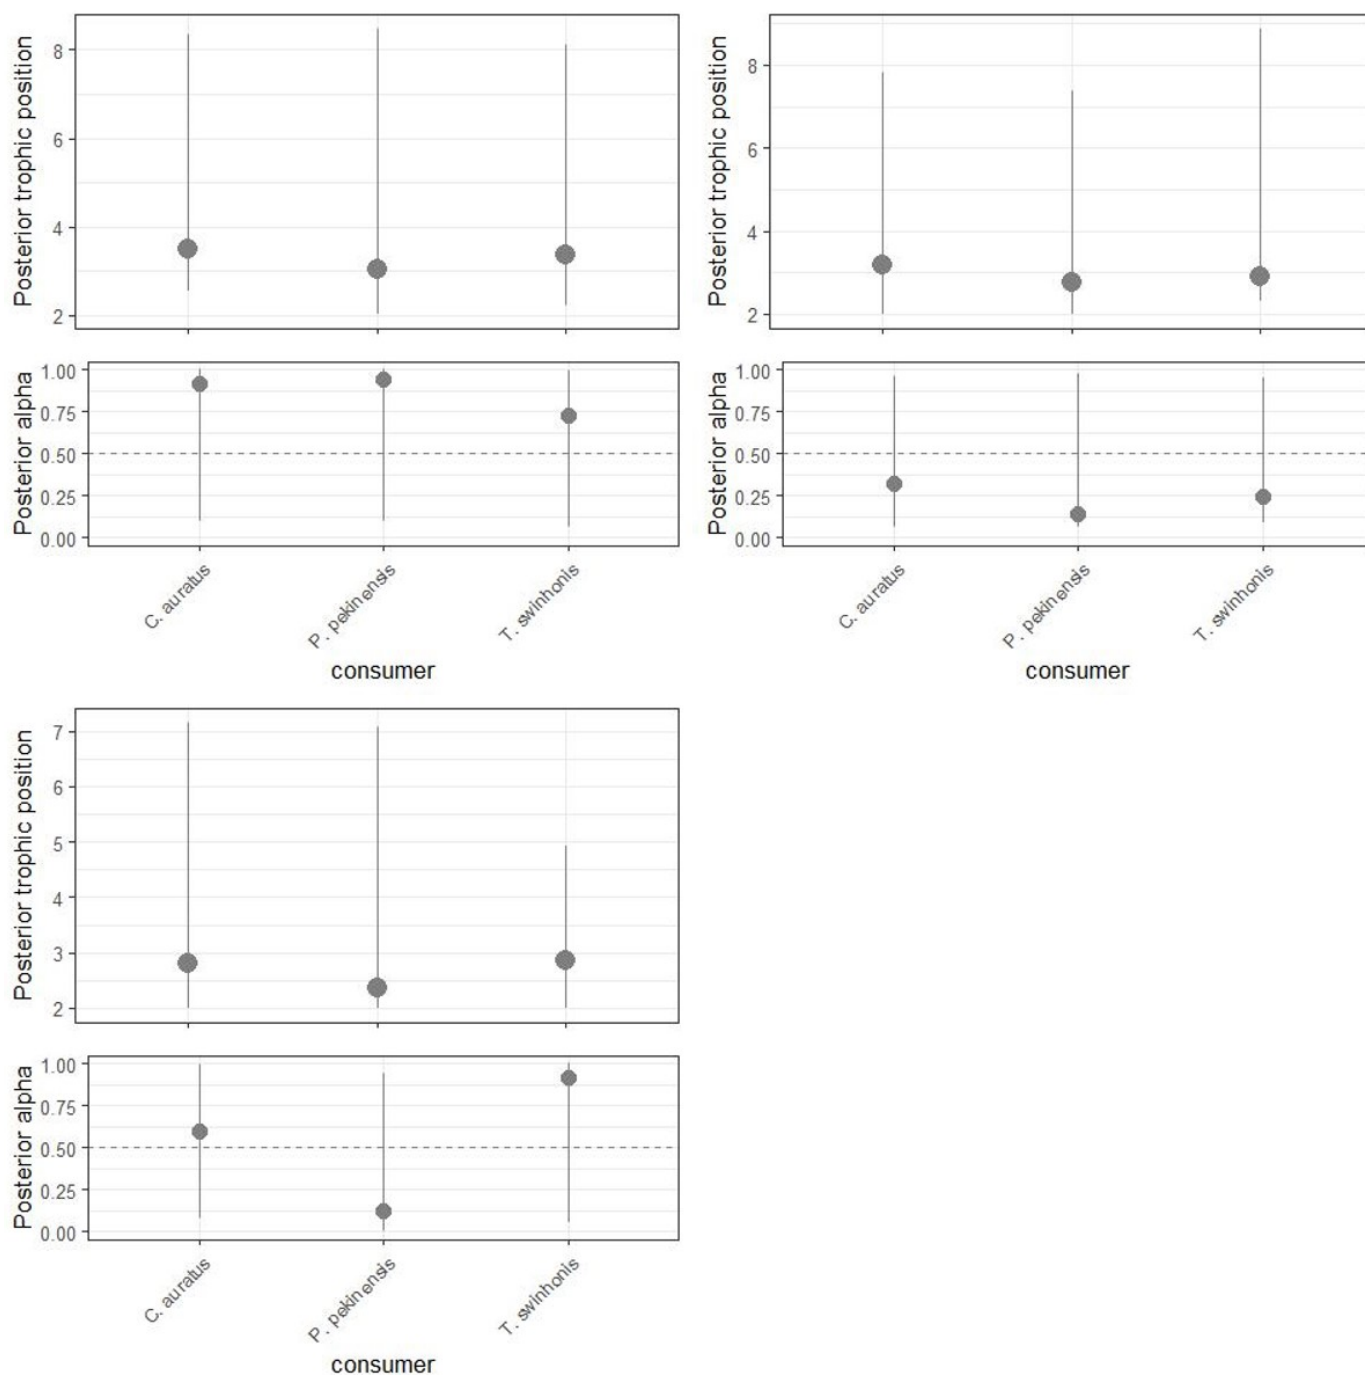 Posterior trophic position
8
6
4
2
Posterior alpha
1.00
0.75
0.50
0.25
0.00
C. auratus
P. pekinensis
T. swinhonis
consumer
Posterior trophic position
8
6
4
2
Posterior alpha
1.00
0.75
0.50
0.25
0.00
C. auratus
P. pekinensis
T. swinhonis
consumer
Posterior trophic position
7
6
5
4
3
2
Posterior alpha
1.00
0.75
0.50
0.25
0.00
C. auratus
P. pekinensis
T. swinhonis
consumer